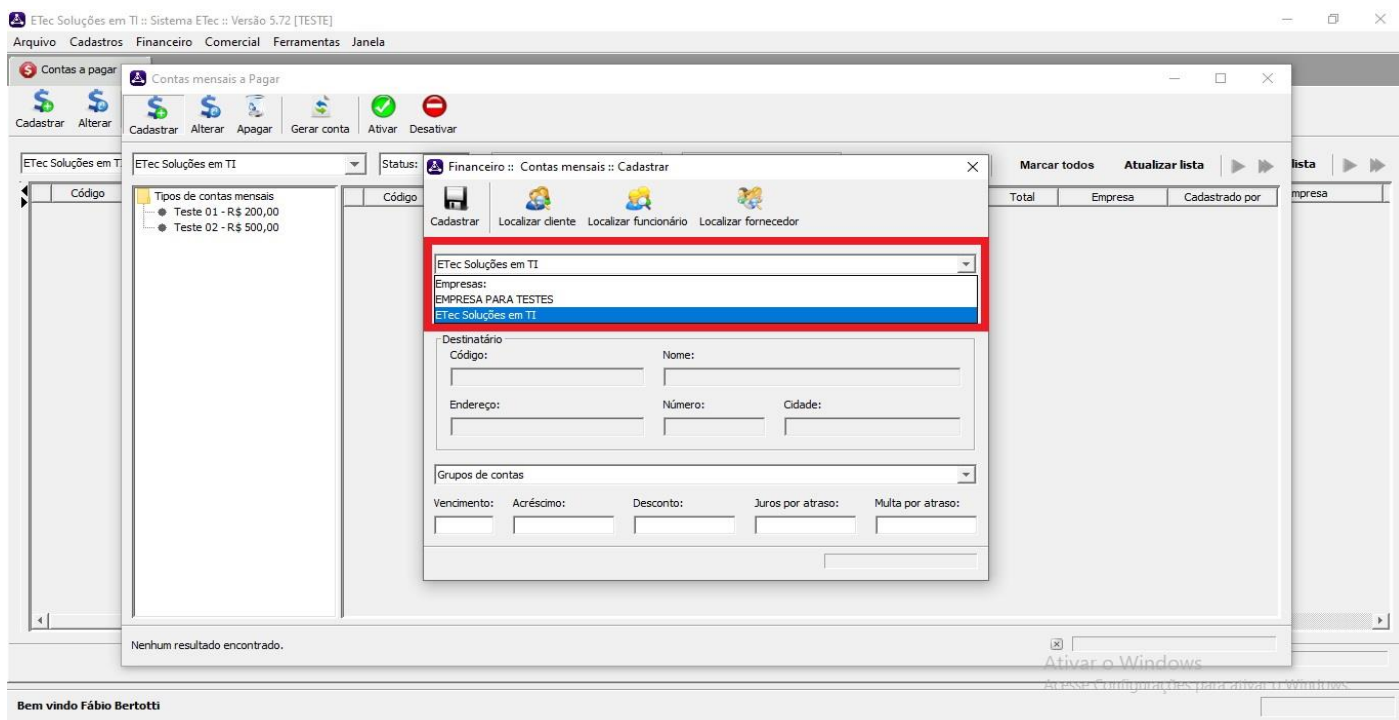 ETec Soluções em TI :: Sistema ETec :: Versão 5.72 [TESTE]
Arquivo Cadastros Financeiro Comercial Ferramentas Janela
Contas a pagar
Cadastrar Alterar
ETec Soluções em T
Código
Contas mensais a Pagar
Cadastrar Alterar Apagar Gerar conta Ativar Desativar
ETec Soluções em TI Status: Marcar todos Atualizar lista lista
Tipos de contas mensais
Teste 01 - R$ 200,00
Teste 02 - R$ 500,00
Código Total Empresa Cadastrado por mpresa
Financeiro :: Contas mensais :: Cadastrar
Cadastrar Localizar cliente Localizar funcionário Localizar fornecedor
ETec Soluções em TI
Empresas:
EMPRESA PARA TESTES
ETec Soluções em TI
Destinatário
Código: Nome:
Endereço: Número: Cidade:
Grupos de contas
Vencimento: Acréscimo: Desconto: Juros por atraso: Multa por atraso:
Nenhum resultado encontrado.
Ativar o Windows
Acesse Configurações para ativar o Windows.
Bem vindo Fábio Bertotti